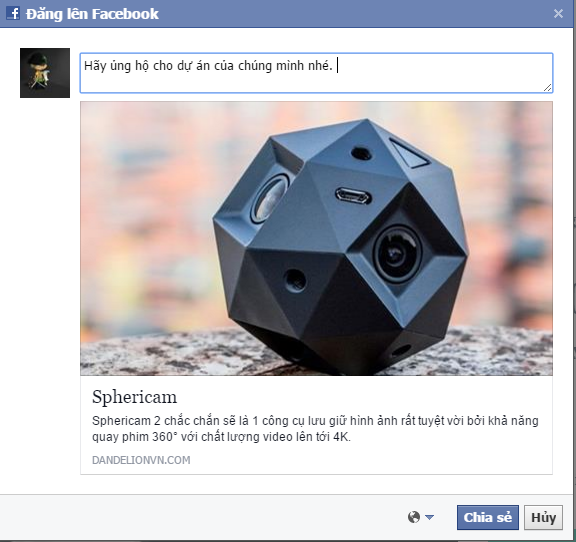 Đăng lên Facebook
Hãy ủng hộ cho dự án của chúng mình nhé.
Sphericam
Sphericam 2 chắc chắn sẽ là 1 công cụ lưu giữ hình ảnh rất tuyệt vời bởi khả năng
quay phim 360° với chất lượng video lên tới 4K.
DANDELIONVN.COM
Chia sẻ
Hủy